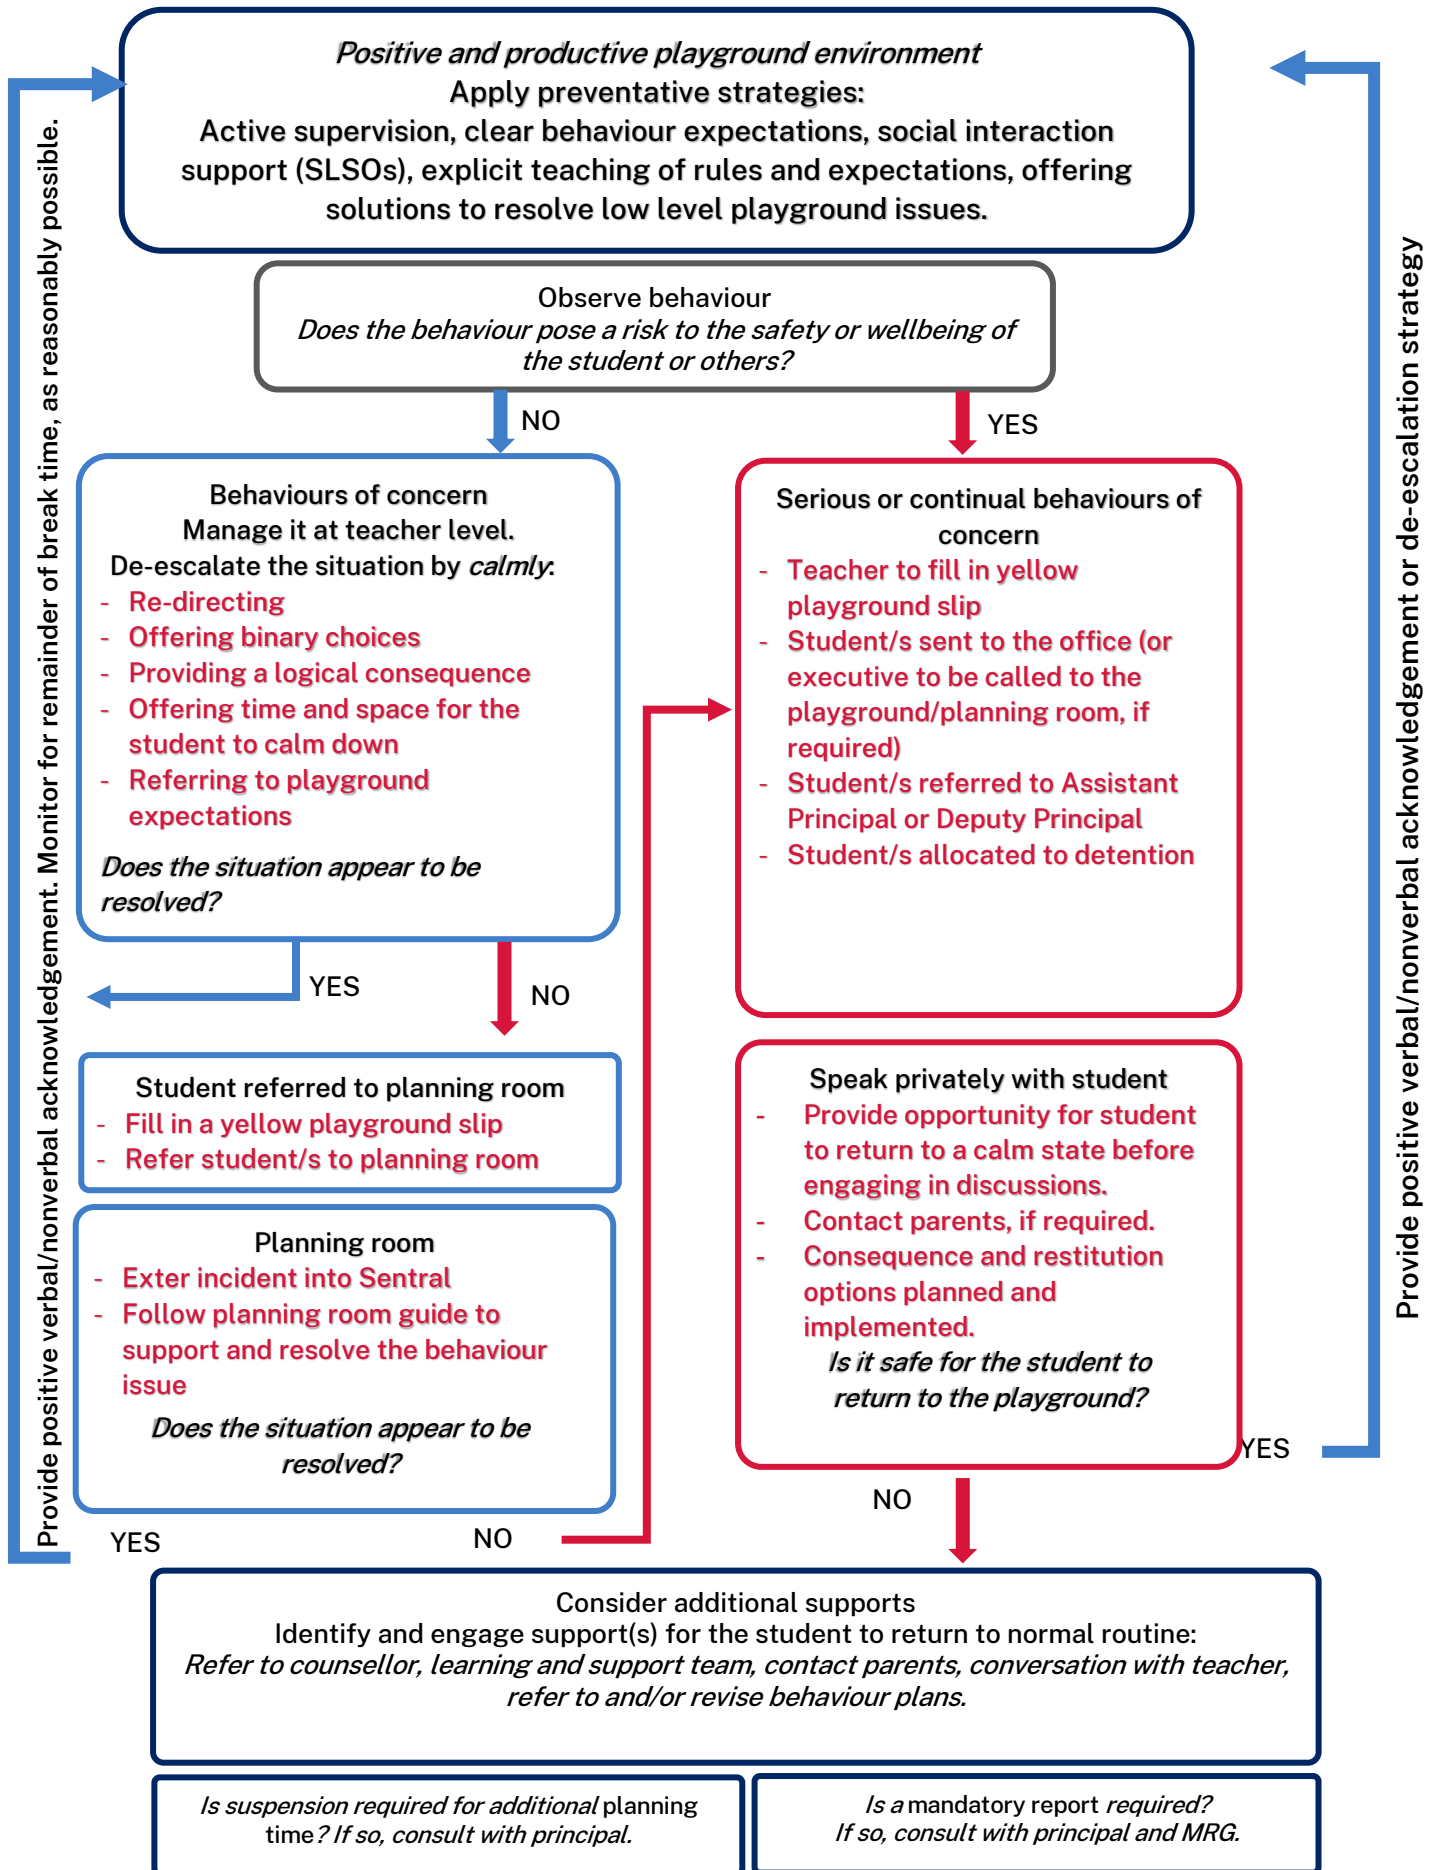 Positive and productive playground environment
Apply preventative strategies:
Active supervision, clear behaviour expectations, social interaction
support (SLSOs), explicit teaching of rules and expectations, offering
solutions to resolve low level playground issues.
Provide positive verbal/nonverbal acknowledgement. Monitor for remainder of break time, as reasonably possible.
Provide positive verbal/nonverbal acknowledgement or de-escalation strategy
Observe behaviour
Does the behaviour pose a risk to the safety or wellbeing of
the student or others?
NO
YES
Behaviours of concern
Manage it at teacher level.
De-escalate the situation by calmly:
- Re-directing
- Offering binary choices
- Providing a logical consequence
- Offering time and space for the
student to calm down
- Referring to playground
expectations
Does the situation appear to be
resolved?
YES
NO
Serious or continual behaviours of
concern
- Teacher to fill in yellow
playground slip
- Student/s sent to the office (or
executive to be called to the
playground/planning room, if
required)
- Student/s referred to Assistant
Principal or Deputy Principal
- Student/s allocated to detention
Student referred to planning room
- Fill in a yellow playground slip
- Refer student/s to planning room
Planning room
- Exter incident into Sentral
- Follow planning room guide to
support and resolve the behaviour
issue
Does the situation appear to be
resolved?
YES
NO
Speak privately with student
- Provide opportunity for student
to return to a calm state before
engaging in discussions.
- Contact parents, if required.
- Consequence and restitution
options planned and
implemented.
Is it safe for the student to
return to the playground?
YES
NO
Consider additional supports
Identify and engage support(s) for the student to return to normal routine:
Refer to counsellor, learning and support team, contact parents, conversation with teacher,
refer to and/or revise behaviour plans.
Is suspension required for additional planning
time? If so, consult with principal.
Is a mandatory report required?
If so, consult with principal and MRG.